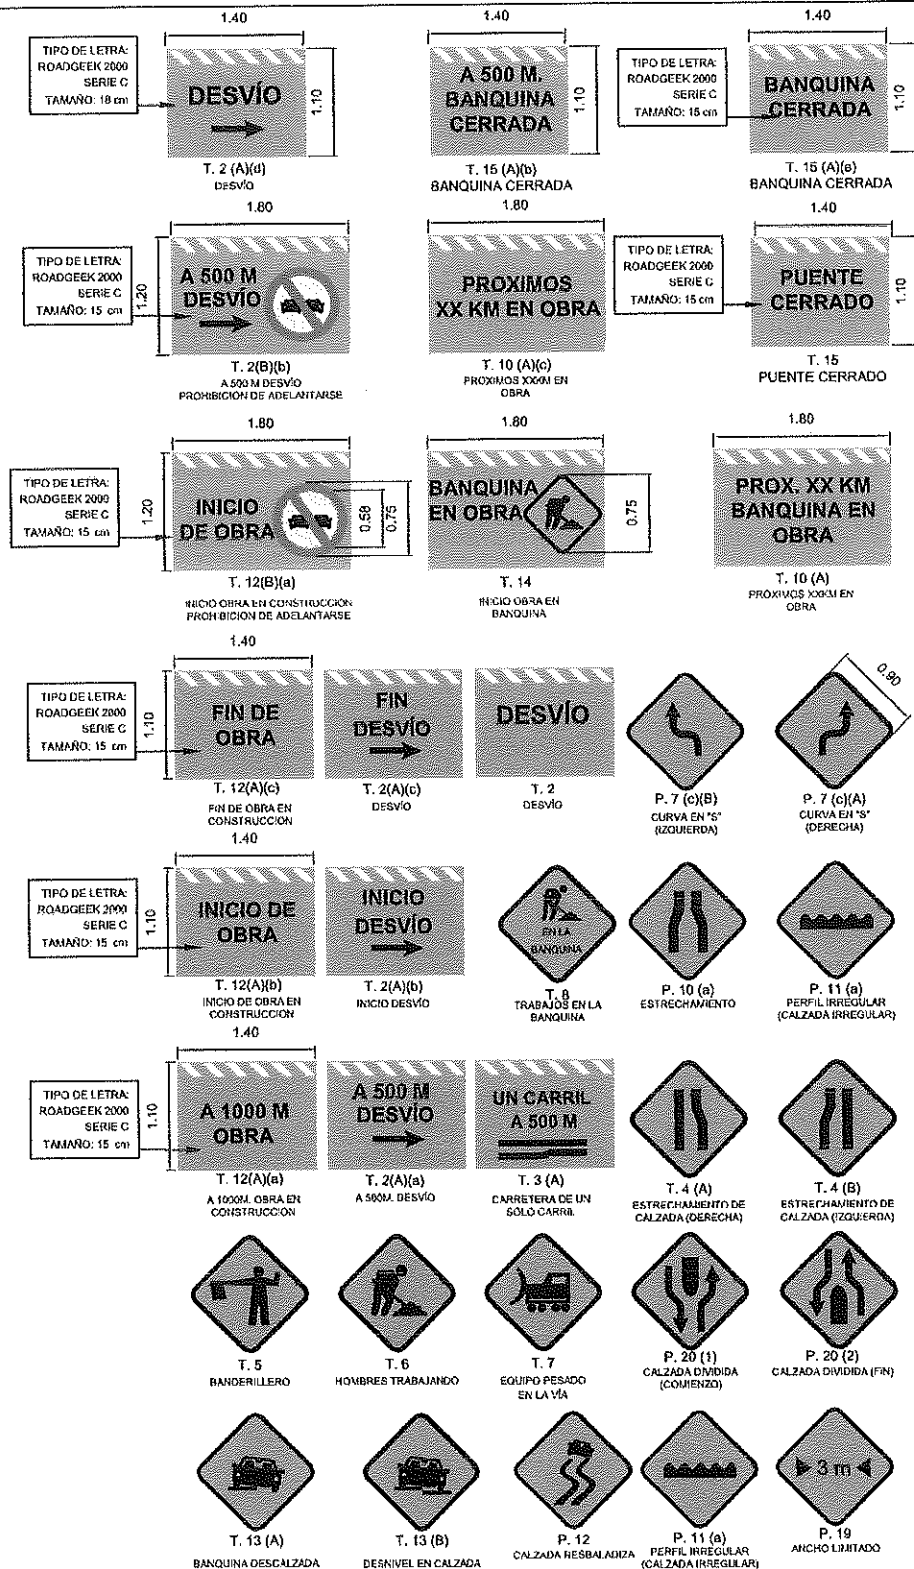 1.40
1.40
1.40
TIPO DE LETRA:
ROADGEEK 2000
SERIE C
TAMAÑO: 18 cm
DESVÍO
1.10
T. 2 (A)(d)
DESVÍO
A 500 M.
BANQUINA
CERRADA
1.10
T. 15 (A)(b)
BANQUINA CERRADA
TIPO DE LETRA:
ROADGEEK 2000
SERIE C
TAMAÑO: 15 cm
BANQUINA
CERRADA
1.10
T. 15 (A)(a)
BANQUINA CERRADA
1.80
1.80
1.40
TIPO DE LETRA:
ROADGEEK 2000
SERIE C
TAMAÑO: 15 cm
1.20
A 500 M
DESVÍO
T. 2(B)(b)
A 500 M DESVÍO
PROHIBICION DE ADELANTARSE
PROXIMOS
XX KM EN OBRA
T. 10 (A)(c)
PROXIMOS XXKM EN
OBRA
TIPO DE LETRA:
ROADGEEK 2000
SERIE C
TAMAÑO: 15 cm
PUENTE
CERRADO
1.10
T. 15
PUENTE CERRADO
1.80
1.80
1.80
TIPO DE LETRA:
ROADGEEK 2000
SERIE C
TAMAÑO: 15 cm
1.20
INICIO
DE OBRA
0.58
0.75
T. 12(B)(a)
INICIO OBRA EN CONSTRUCCIÓN
PROHIBICION DE ADELANTARSE
BANQUINA
EN OBRA
0.75
T. 14
INICIO OBRA EN
BANQUINA
PROX. XX KM
BANQUINA EN
OBRA
T. 10 (A)
PRÓXIMOS XXKM EN
OBRA
1.40
TIPO DE LETRA:
ROADGEEK 2000
SERIE C
TAMAÑO: 15 cm
1.10
FIN DE
OBRA
T. 12(A)(c)
FIN DE OBRA EN
CONSTRUCCION
FIN
DESVÍO
T. 2(A)(c)
DESVÍO
DESVÍO
T. 2
DESVÍO
P. 7 (c)(B)
CURVA EN "S"
(IZQUIERDA)
0.90
P. 7 (c)(A)
CURVA EN "S"
(DERECHA)
1.40
TIPO DE LETRA:
ROADGEEK 2000
SERIE C
TAMAÑO: 15 cm
1.10
INICIO DE
OBRA
T. 12(A)(b)
INICIO DE OBRA EN
CONSTRUCCION
INICIO
DESVÍO
T. 2(A)(b)
INICIO DESVÍO
EN LA
BANQUINA
T. 8
TRABAJOS EN LA
BANQUINA
P. 10 (a)
ESTRECHAMIENTO
P. 11 (a)
PERFIL IRREGULAR
(CALZADA IRREGULAR)
1.40
TIPO DE LETRA:
ROADGEEK 2000
SERIE C
TAMAÑO: 15 cm
1.10
A 1000 M
OBRA
T. 12(A)(a)
A 1000M. OBRA EN
CONSTRUCCION
A 500 M
DESVÍO
T. 2(A)(a)
A 500M. DESVÍO
UN CARRIL
A 500 M
T. 3 (A)
CARRETERA DE UN
SOLO CARRIL
T. 4 (A)
ESTRECHAMIENTO DE
CALZADA (DERECHA)
T. 4 (B)
ESTRECHAMIENTO DE
CALZADA (IZQUIERDA)
T. 5
BANDERILLERO
T. 6
HOMBRES TRABAJANDO
T. 7
EQUIPO PESADO
EN LA VÍA
P. 20 (1)
CALZADA DIVIDIDA
(COMIENZO)
P. 20 (2)
CALZADA DIVIDIDA (FIN)
T. 13 (A)
BANQUINA DESCALZADA
T. 13 (B)
DESNIVEL EN CALZADA
P. 12
CALZADA RESBALADIZA
P. 11 (a)
PERFIL IRREGULAR
(CALZADA IRREGULAR)
3 m
P. 19
ANCHO LIMITADO